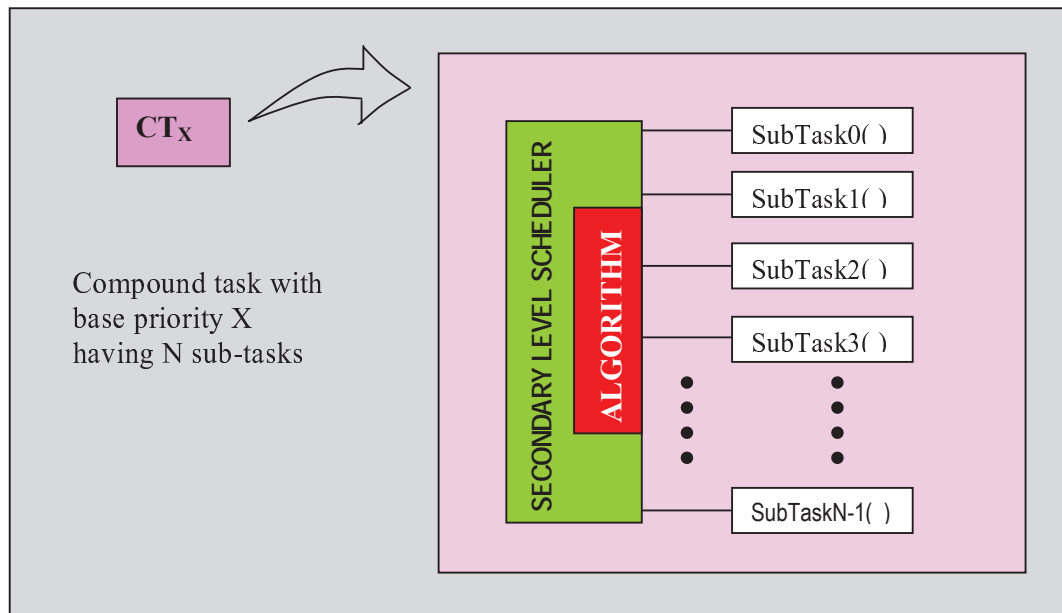 CTX
Compound task with
base priority X
having N sub-tasks
SECONDARY LEVEL SCHEDULER
ALGORITHM
SubTask0( )
SubTask1( )
SubTask2( )
SubTask3( )
SubTaskN-1( )